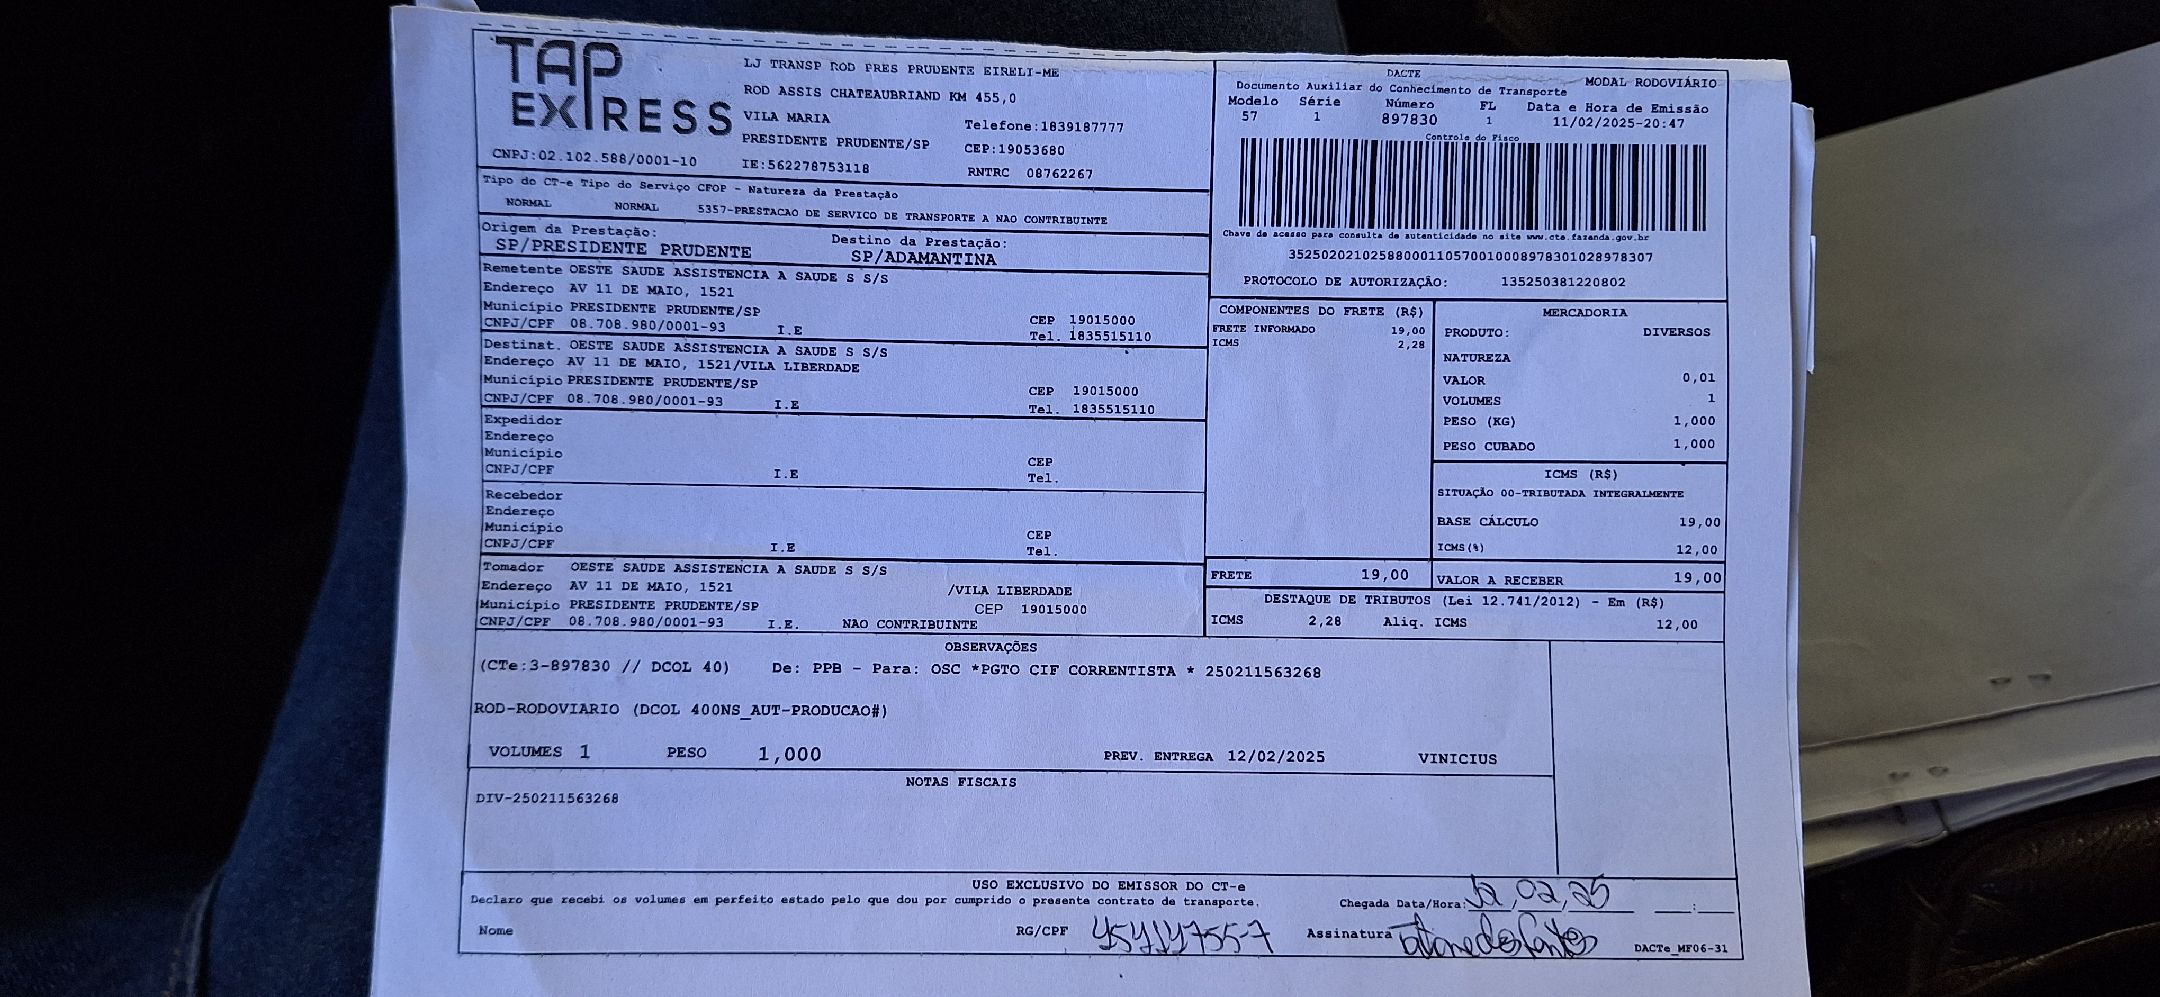 TAP
EXPRESS
LJ TRANSP ROD PRES PRUDENTE EIRELI-ME
ROD ASSIS CHATEAUBRIAND KM 455,0
VILA MARIA
Telefone:1839187777
PRESIDENTE PRUDENTE/SP CEP:19053680
CNPJ:02.102.588/0001-10 IE:562278753118 RNTRC 08762267
DACTE
Documento Auxiliar do Conhecimento de Transporte MODAL RODOVIÁRIO
Modelo Série Número FL Data e Hora de Emissão
57 1 897830 1 11/02/2025-20:47
Controle do Fisco
Chave de acesso para consulta de autenticidade no site www.cte.fazenda.gov.br
35250202102588000110570010008978301028978307
PROTOCOLO DE AUTORIZAÇÃO: 135250381220802
Tipo do CT-e Tipo do Serviço CFOP - Natureza da Prestação
NORMAL NORMAL 5357-PRESTACAO DE SERVICO DE TRANSPORTE A NAO CONTRIBUINTE
Origem da Prestação: Destino da Prestação:
SP/PRESIDENTE PRUDENTE SP/ADAMANTINA
Remetente OESTE SAUDE ASSISTENCIA A SAUDE S S/S
Endereço AV 11 DE MAIO, 1521
Município PRESIDENTE PRUDENTE/SP CEP 19015000
CNPJ/CPF 08.708.980/0001-93 I.E Tel. 1835515110
Destinat. OESTE SAUDE ASSISTENCIA A SAUDE S S/S
Endereço AV 11 DE MAIO, 1521/VILA LIBERDADE
Município PRESIDENTE PRUDENTE/SP CEP 19015000
CNPJ/CPF 08.708.980/0001-93 I.E Tel. 1835515110
Expedidor
Endereço
Município CEP
CNPJ/CPF I.E Tel.
Recebedor
Endereço
Município CEP
CNPJ/CPF I.E Tel.
Tomador OESTE SAUDE ASSISTENCIA A SAUDE S S/S
Endereço AV 11 DE MAIO, 1521 /VILA LIBERDADE
Município PRESIDENTE PRUDENTE/SP CEP 19015000
CNPJ/CPF 08.708.980/0001-93 I.E. NAO CONTRIBUINTE
COMPONENTES DO FRETE (R$)
FRETE INFORMADO 19,00
ICMS 2,28
FRETE 19,00
MERCADORIA
PRODUTO: DIVERSOS
NATUREZA
VALOR 0,01
VOLUMES 1
PESO (KG) 1,000
PESO CUBADO 1,000
ICMS (R$)
SITUAÇÃO 00-TRIBUTADA INTEGRALMENTE
BASE CÁLCULO 19,00
ICMS(%) 12,00
VALOR A RECEBER 19,00
DESTAQUE DE TRIBUTOS (Lei 12.741/2012) - Em (R$)
ICMS 2,28 Aliq. ICMS 12,00
OBSERVAÇÕES
(CTe:3-897830 // DCOL 40) De: PPB - Para: OSC *PGTO CIF CORRENTISTA * 250211563268
ROD-RODOVIARIO (DCOL 400NS_AUT-PRODUCAO#)
VOLUMES 1 PESO 1,000 PREV. ENTREGA 12/02/2025 VINICIUS
NOTAS FISCAIS
DIV-250211563268
USO EXCLUSIVO DO EMISSOR DO CT-e
Declaro que recebi os volumes em perfeito estado pelo que dou por cumprido o presente contrato de transporte. Chegada Data/Hora: 12,02,25 __:__
Nome RG/CPF Assinatura DACTe_MF06-31